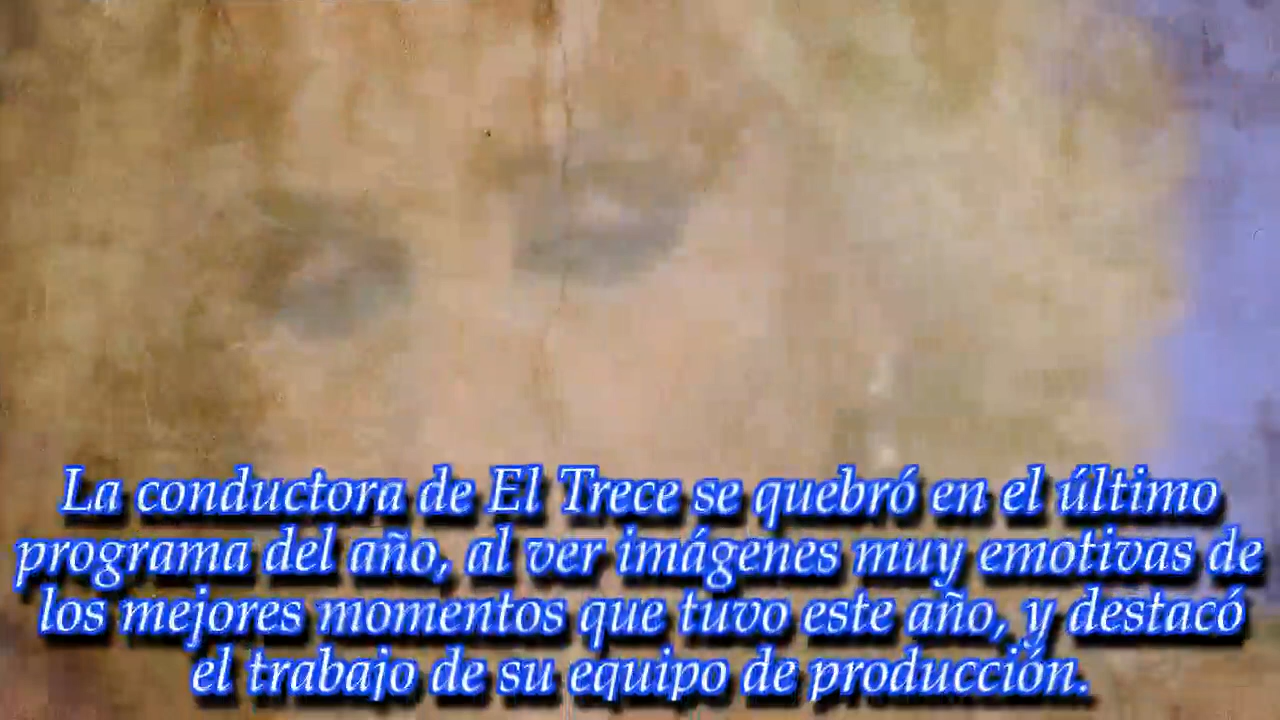 La conductora de El Trece se quebró en el último
programa del año, al ver imágenes muy emotivas de
los mejores momentos que tuvo este año, y destacó
el trabajo de su equipo de producción.